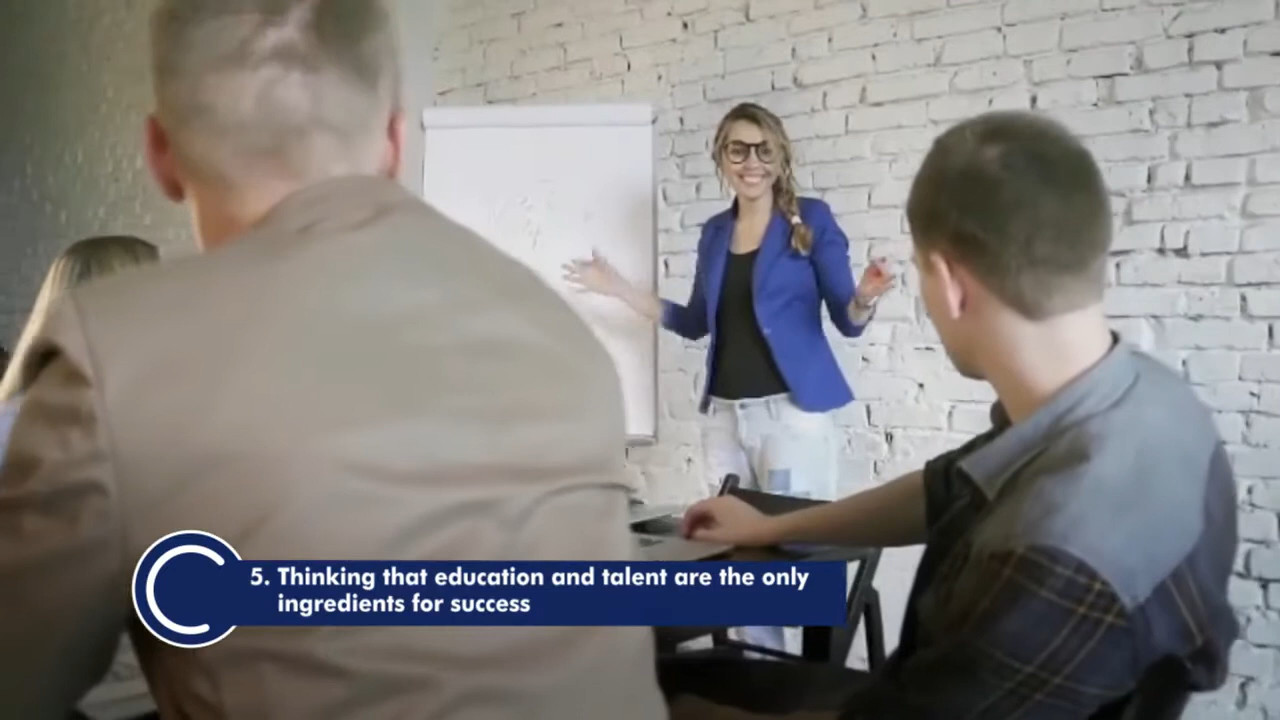 5. Thinking that education and talent are the only
ingredients for success